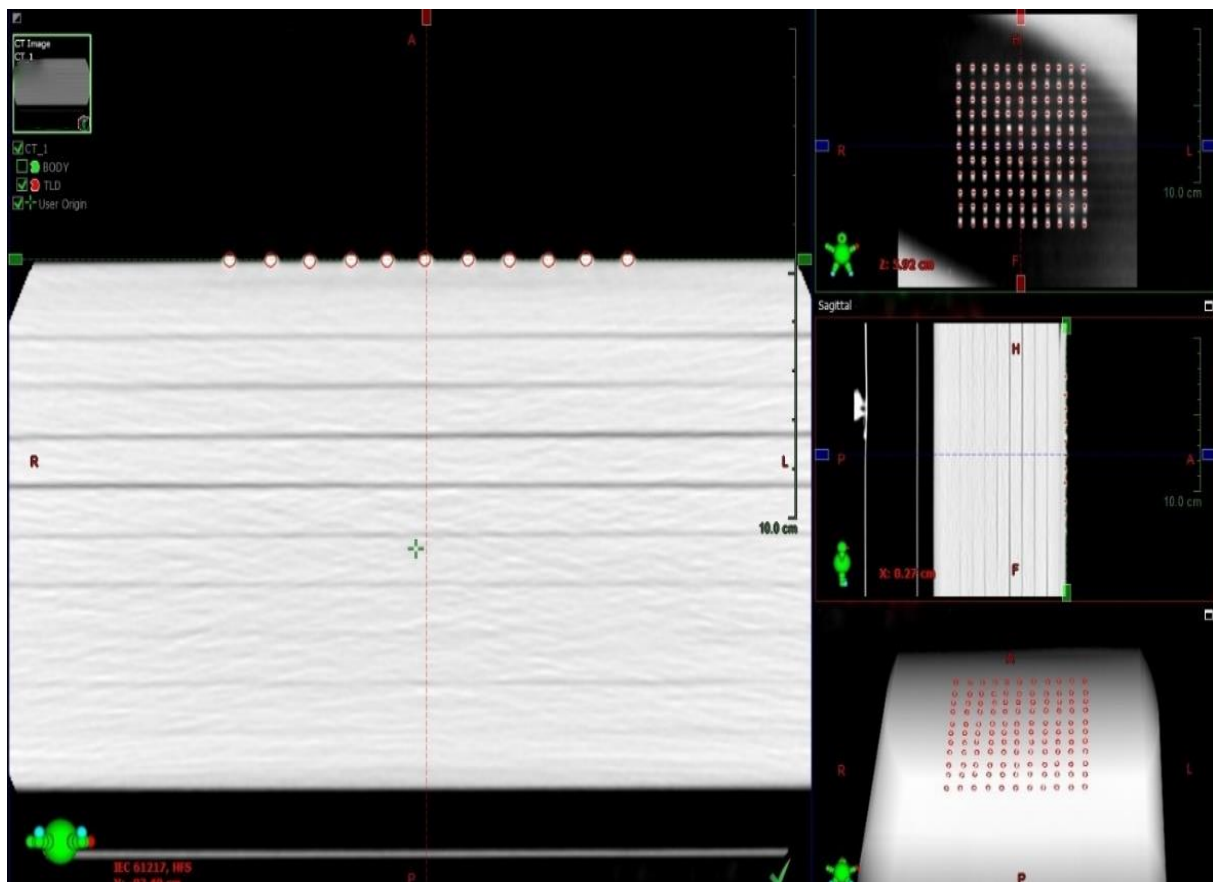 CT Image
CT_1
CT_1
BODY
TLD
User Origin
A
R
L
10.0 cm
IEC 61217, HFS
P
H
R
L
10.0 cm
F
Z: 5.92 cm
Sagittal
H
P
A
10.0 cm
F
X: 0.27 cm
R
L
P